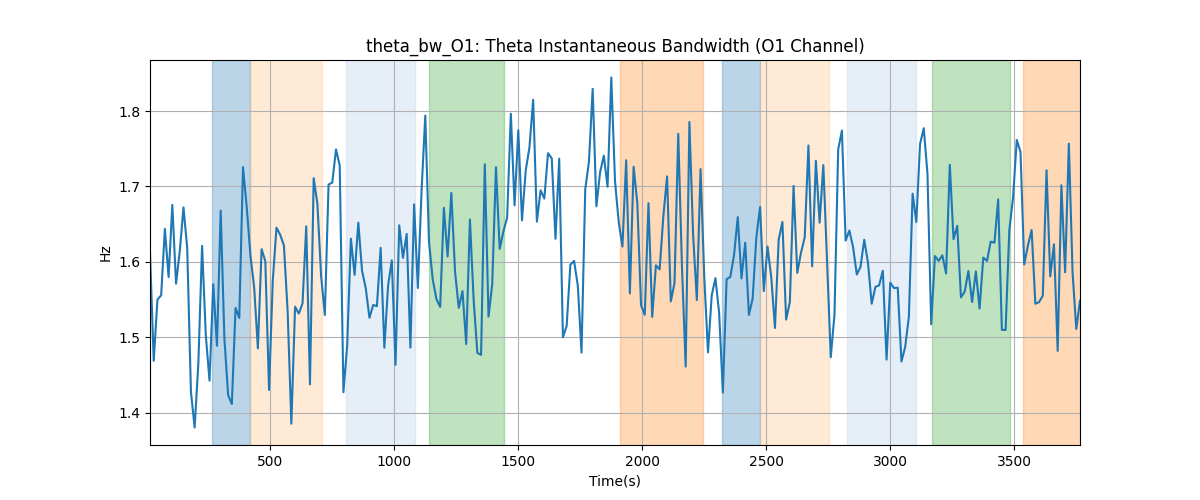 theta_bw_O1: Theta Instantaneous Bandwidth (O1 Channel)
1.8
1.7
1.6
1.5
1.4
Hz
500 1000 1500 2000 2500 3000 3500
Time(s)